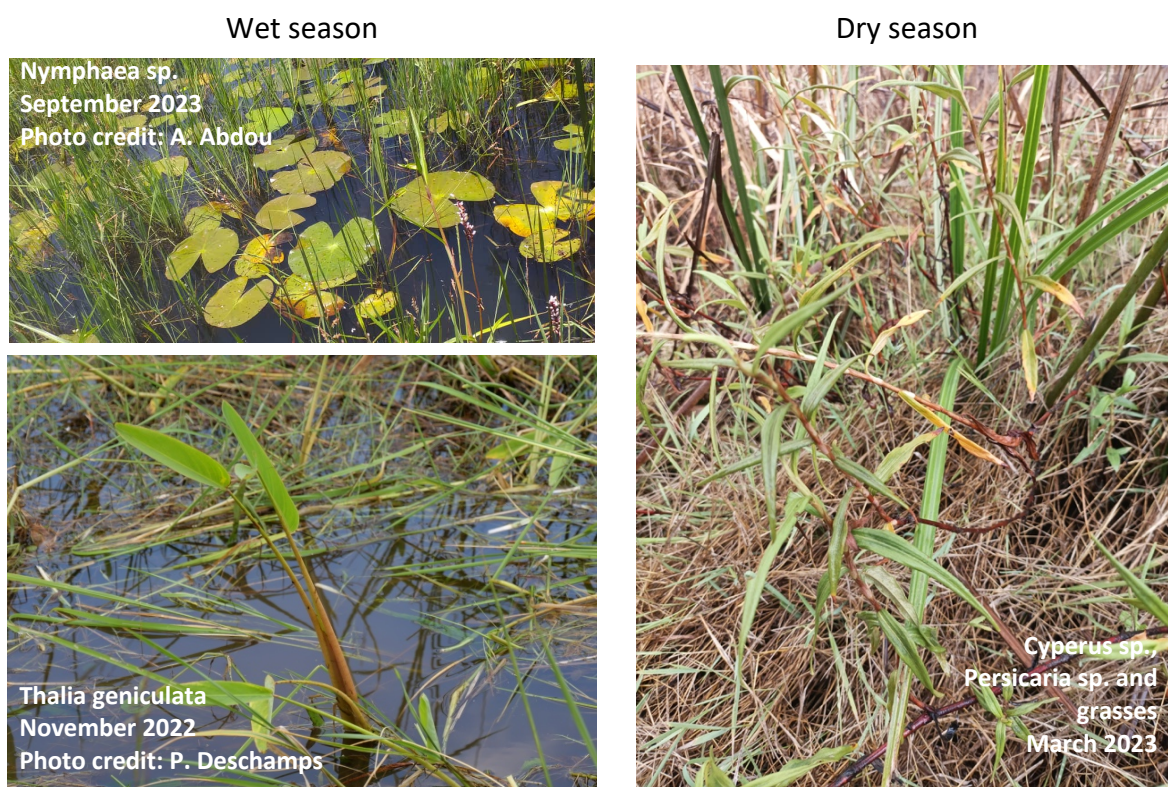 Wet season
Nymphaea sp.
September 2023
Photo credit: A. Abdou
Thalia geniculata
November 2022
Photo credit: P. Deschamps
Dry season
Cyperus sp.,
Persicaria sp. and
grasses
March 2023